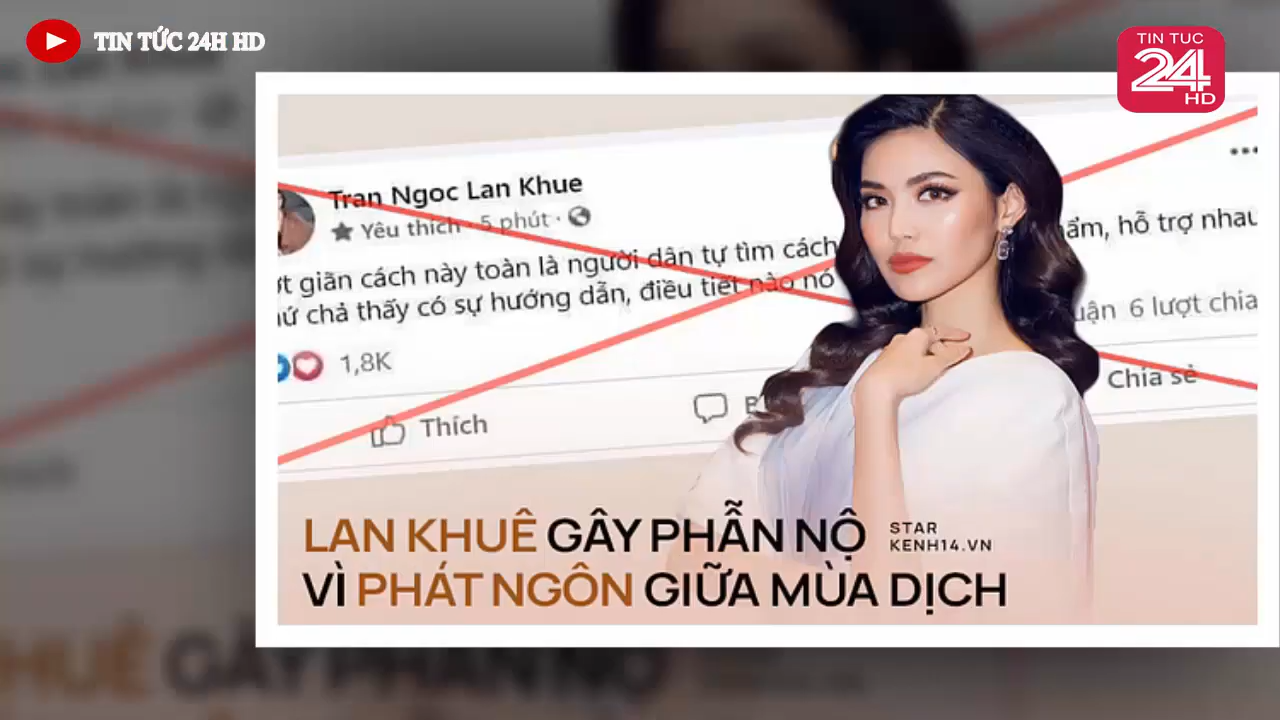 TIN TỨC 24H HD
TIN TUC
24
HD
Tran Ngoc Lan Khue
Yêu thích · 5 phút ·
giãn cách này toàn là người dân tự tìm cách hỗ trợ nhau
chả thấy có sự hướng dẫn, điều tiết nào nó
1,8K
6 lượt chia
Thích
Chia sẻ
LAN KHUÊ GÂY PHẪN NỘ
VÌ PHÁT NGÔN GIỮA MÙA DỊCH
STAR
KENH14.VN